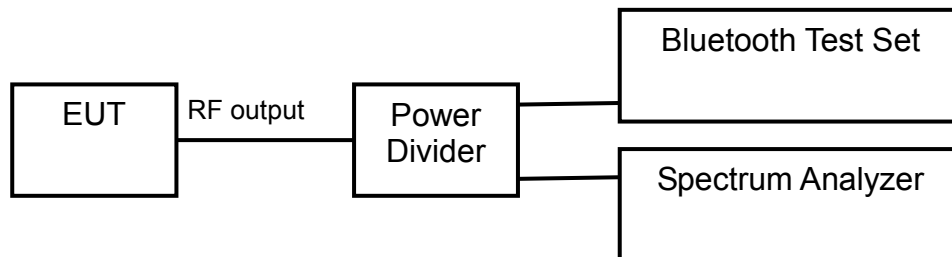 EUT
RF output
Power
Divider
Bluetooth Test Set
Spectrum Analyzer